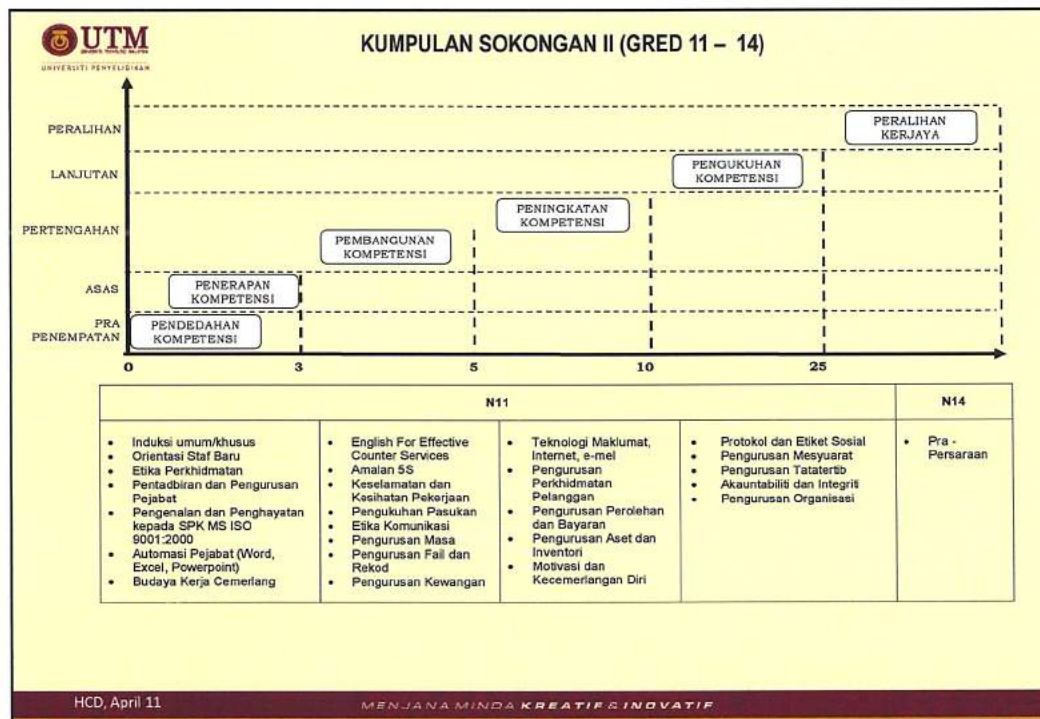 UTM
UNIVERSITI TEKNOLOGI MALAYSIA
UNIVERSITI PENYELIDIKAN
KUMPULAN SOKONGAN II (GRED 11 – 14)
PERALIHAN
PERALIHAN
KERJAYA
LANJUTAN
PENGUKUHAN
KOMPETENSI
PERTENGAHAN
PENINGKATAN
KOMPETENSI
PEMBANGUNAN
KOMPETENSI
ASAS
PENERAPAN
KOMPETENSI
PRA
PENEMPATAN
PENDEDAHAN
KOMPETENSI
0 3 5 10 25
N11 N14
• Induksi umum/khusus
• Orientasi Staf Baru
• Etika Perkhidmatan
• Pentadbiran dan Pengurusan
Pejabat
• Pengenalan dan Penghayatan
kepada SPK MS ISO
9001:2000
• Automasi Pejabat (Word,
Excel, Powerpoint)
• Budaya Kerja Cemerlang
• English For Effective
Counter Services
• Amalan 5S
• Keselamatan dan
Kesihatan Pekerjaan
• Pengukuhan Pasukan
• Etika Komunikasi
• Pengurusan Masa
• Pengurusan Fail dan
Rekod
• Pengurusan Kewangan
• Teknologi Maklumat,
Internet, e-mel
• Pengurusan
Perkhidmatan
Pelanggan
• Pengurusan Perolehan
dan Bayaran
• Pengurusan Aset dan
Inventori
• Motivasi dan
Kecemerlangan Diri
• Protokol dan Etiket Sosial
• Pengurusan Mesyuarat
• Pengurusan Tatatertib
• Akauntabiliti dan Integriti
• Pengurusan Organisasi
• Pra -
Persaraan
HCD, April 11
MENJANA MINDA KREATIF & INOVATIF